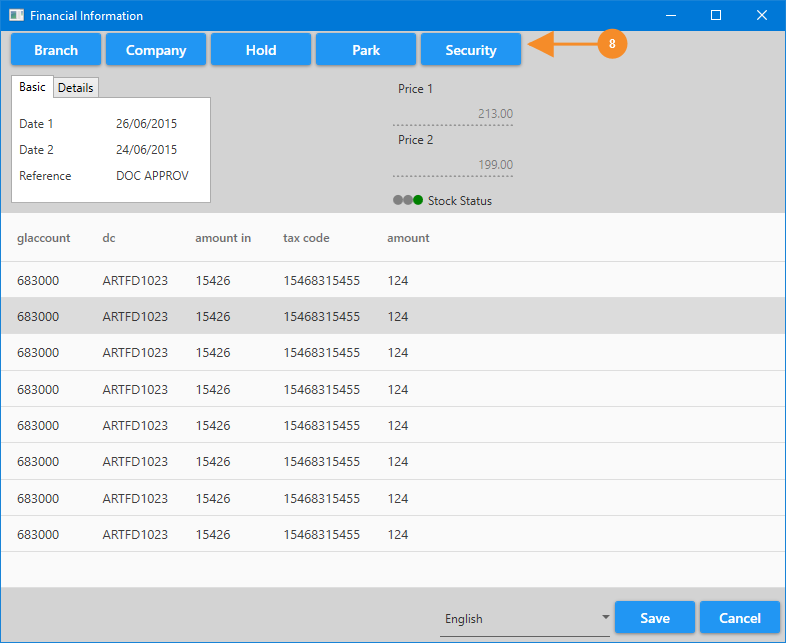 Financial Information
Branch Company Hold Park Security 8
Basic Details
Date 1 26/06/2015
Date 2 24/06/2015
Reference DOC APPROV
Price 1
213.00
Price 2
199.00
Stock Status
glaccount dc amount in tax code amount
683000 ARTFD1023 15426 15468315455 124
683000 ARTFD1023 15426 15468315455 124
683000 ARTFD1023 15426 15468315455 124
683000 ARTFD1023 15426 15468315455 124
683000 ARTFD1023 15426 15468315455 124
683000 ARTFD1023 15426 15468315455 124
683000 ARTFD1023 15426 15468315455 124
683000 ARTFD1023 15426 15468315455 124
English Save Cancel